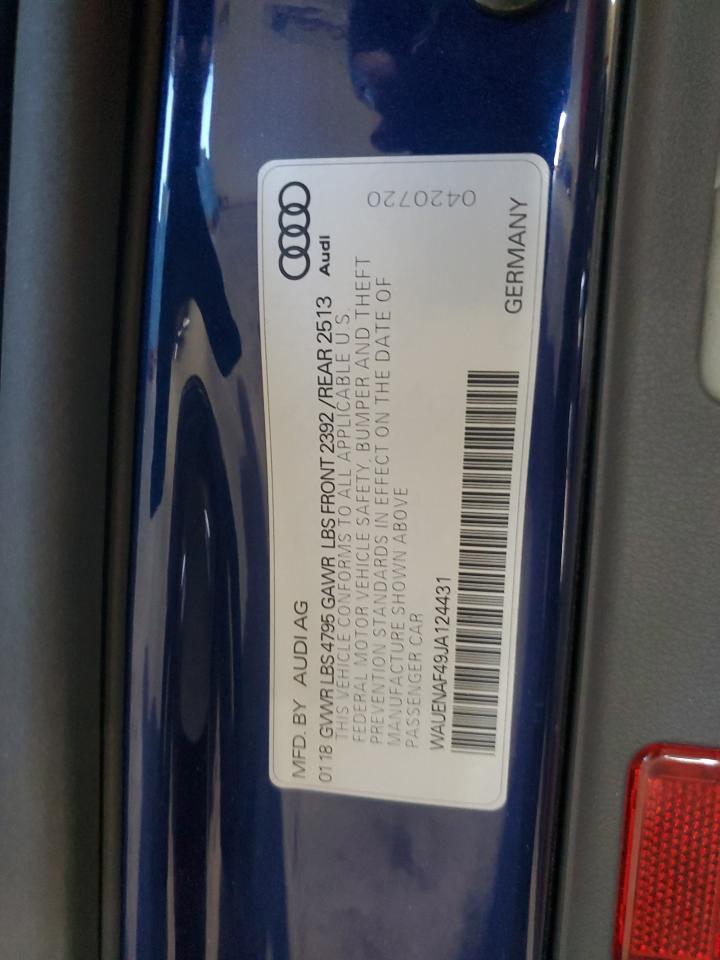 MFD. BY AUDI AG
Audi
0118 GVWR LBS 4795 GAWR LBS FRONT 2392 /REAR 2513
THIS VEHICLE CONFORMS TO ALL APPLICABLE U.S.
FEDERAL MOTOR VEHICLE SAFETY, BUMPER AND THEFT
PREVENTION STANDARDS IN EFFECT ON THE DATE OF
MANUFACTURE SHOWN ABOVE
PASSENGER CAR
0420720
WAUENAF49JA124431
GERMANY